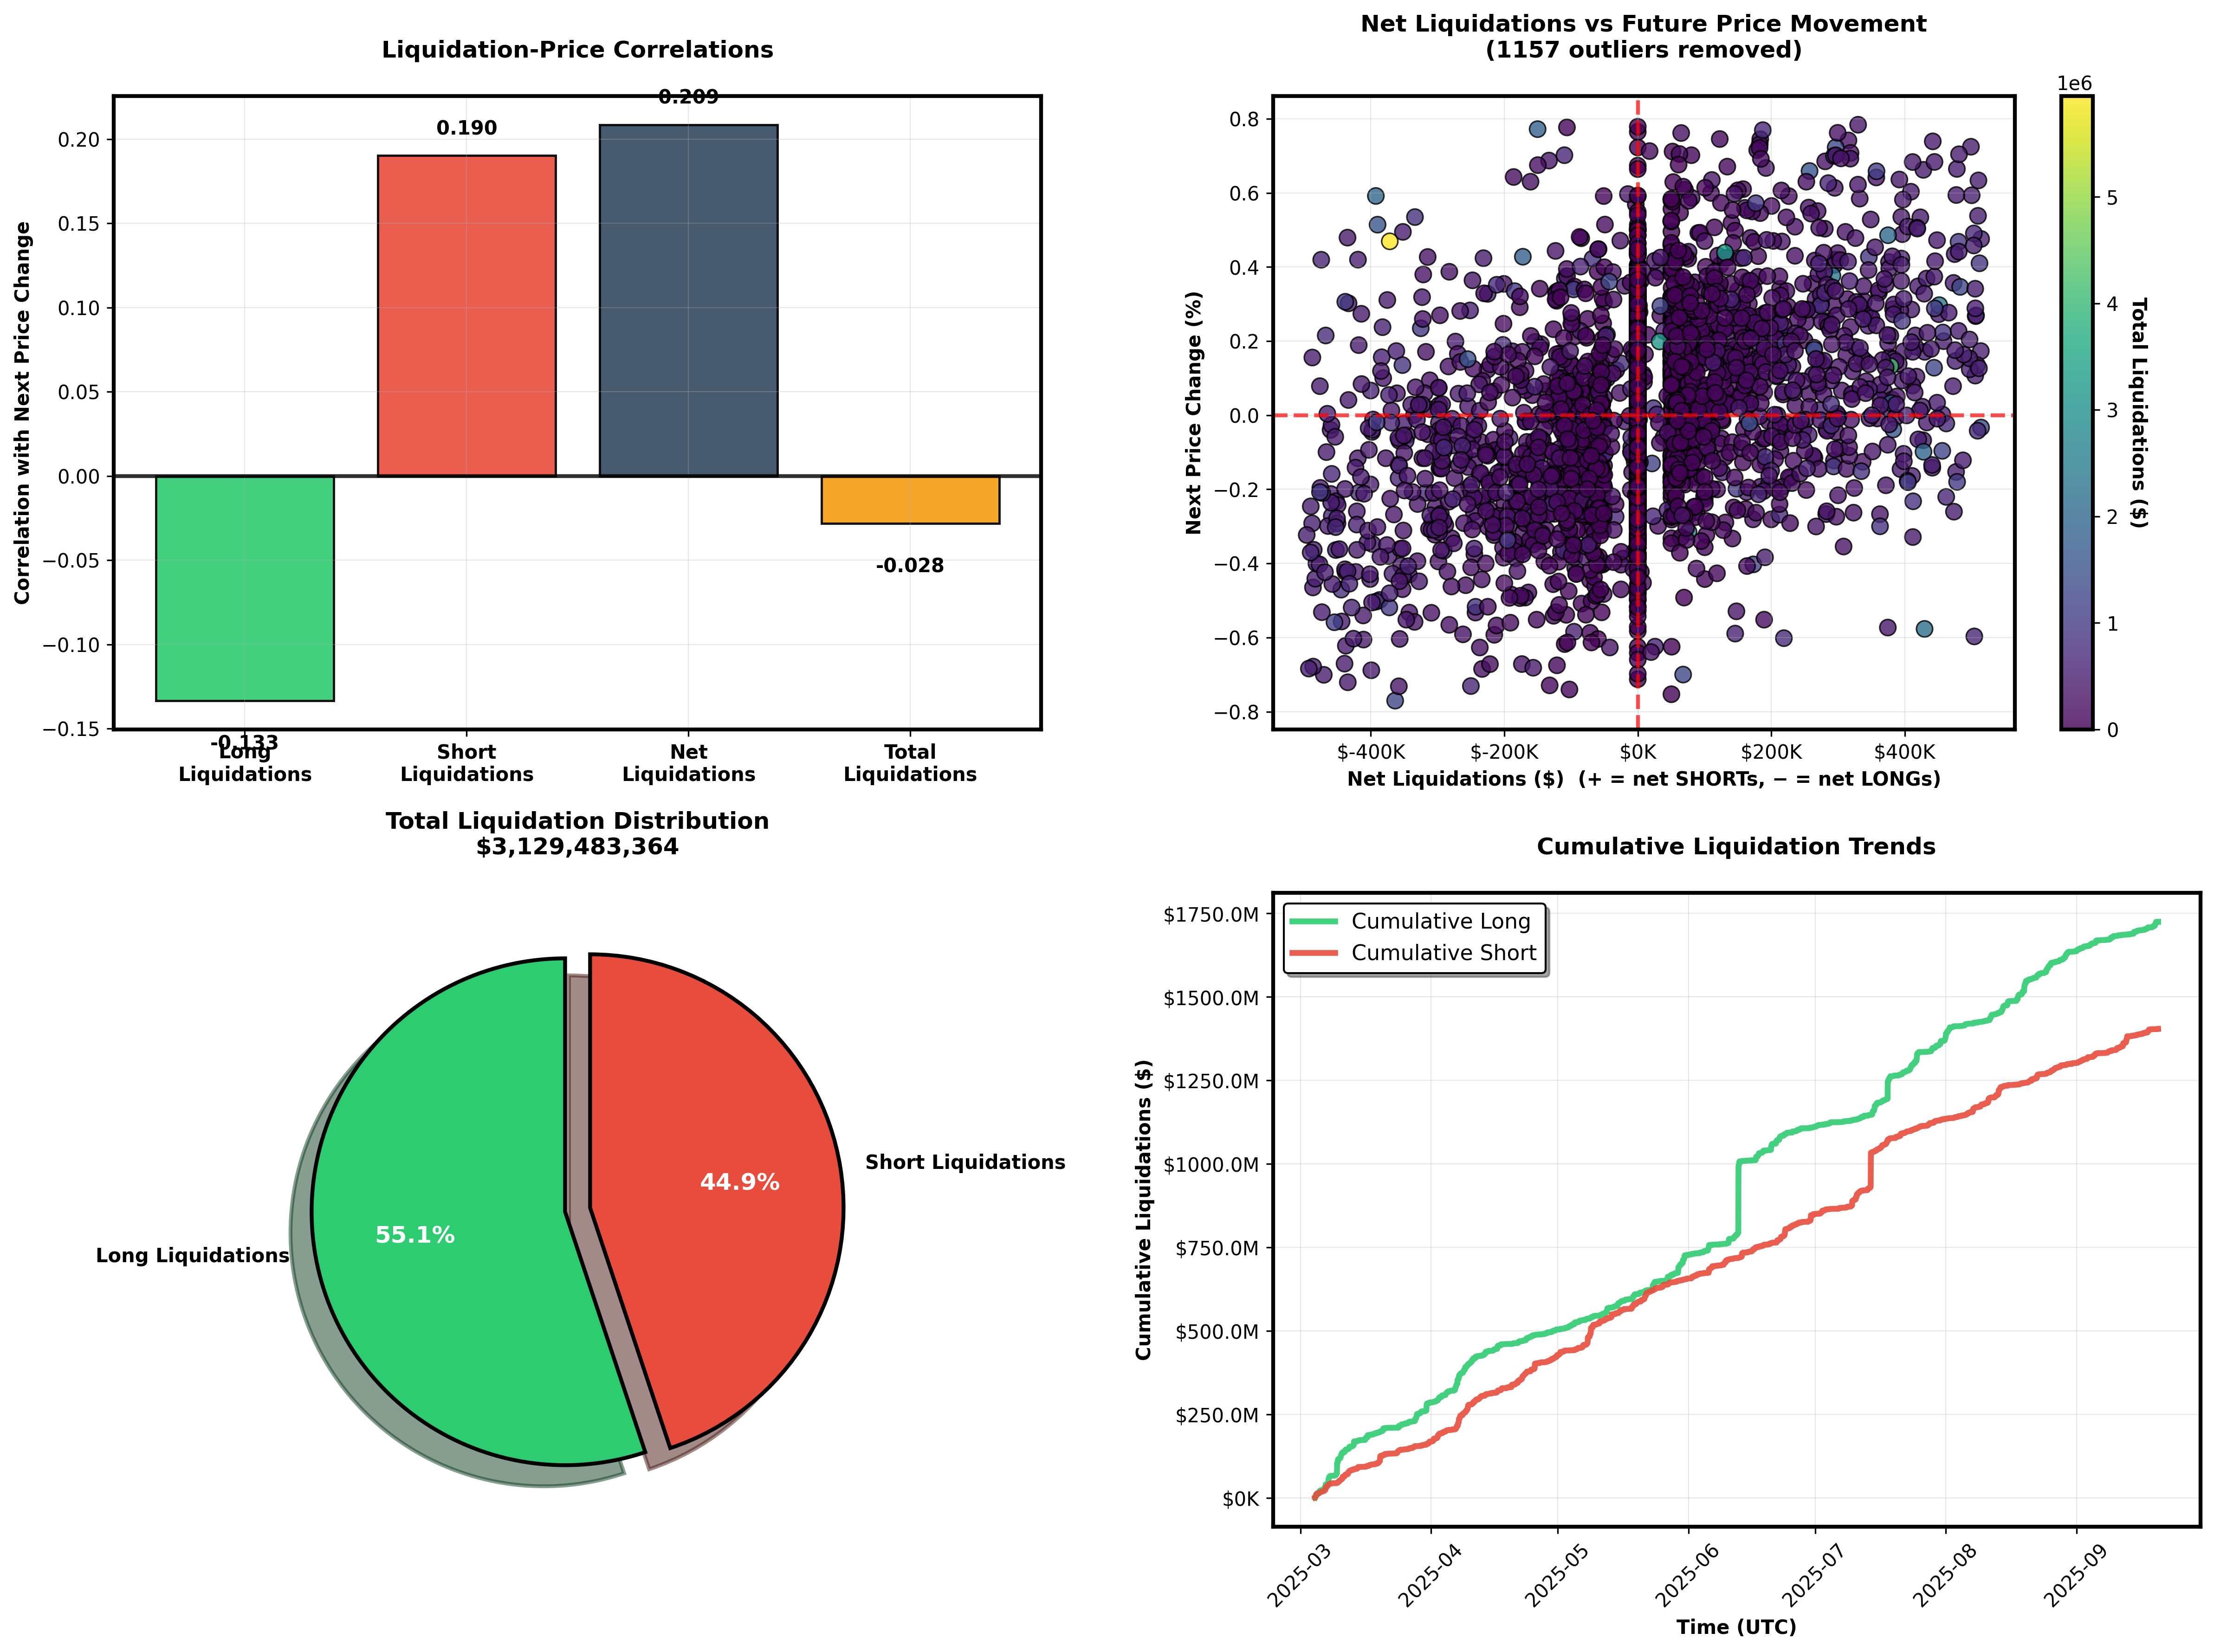 Liquidation-Price Correlations
Correlation with Next Price Change
0.20
0.15
0.10
0.05
0.00
−0.05
−0.10
−0.15
-0.133
0.190
0.209
-0.028
Long
Liquidations
Short
Liquidations
Net
Liquidations
Total
Liquidations
Net Liquidations vs Future Price Movement
(1157 outliers removed)
Next Price Change (%)
0.8
0.6
0.4
0.2
0.0
−0.2
−0.4
−0.6
−0.8
$-400K
$-200K
$0K
$200K
$400K
Net Liquidations ($)  (+ = net SHORTs, − = net LONGs)
1e6
5
4
3
2
1
0
Total Liquidations ($)
Total Liquidation Distribution
$3,129,483,364
Short Liquidations
44.9%
55.1%
Long Liquidations
Cumulative Liquidation Trends
Cumulative Long
Cumulative Short
Cumulative Liquidations ($)
$1750.0M
$1500.0M
$1250.0M
$1000.0M
$750.0M
$500.0M
$250.0M
$0K
2025-03
2025-04
2025-05
2025-06
2025-07
2025-08
2025-09
Time (UTC)